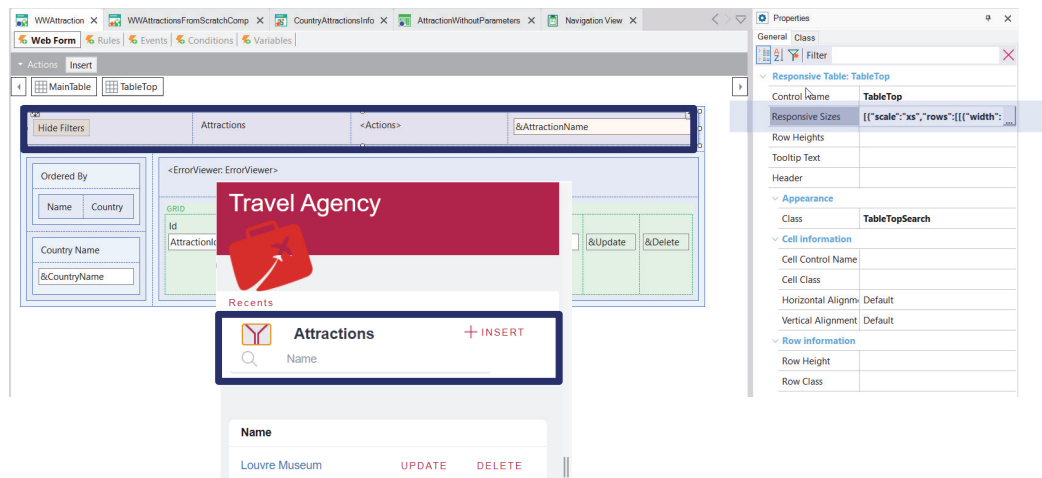 WWAttraction X WWAttractionsFromScratchComp X CountryAttractionsInfo X AttractionWithoutParameters X Navigation View X
Web Form Rules Events Conditions Variables
Actions Insert
MainTable TableTop
Hide Filters Attractions <Actions> &AttractionName
Ordered By
Name Country
Country Name
&CountryName
<ErrorViewer: ErrorViewer>
GRID
Id
&Update &Delete
Travel Agency
Recents
Attractions INSERT
Name
Name
Louvre Museum UPDATE DELETE
Properties
General Class
Filter
Responsive Table: TableTop
Control Name TableTop
Responsive Sizes [{"scale":"xs","rows":[[{"width": ...
Row Heights
Tooltip Text
Header
Appearance
Class TableTopSearch
Cell information
Cell Control Name
Cell Class
Horizontal Alignm Default
Vertical Alignment Default
Row information
Row Height
Row Class